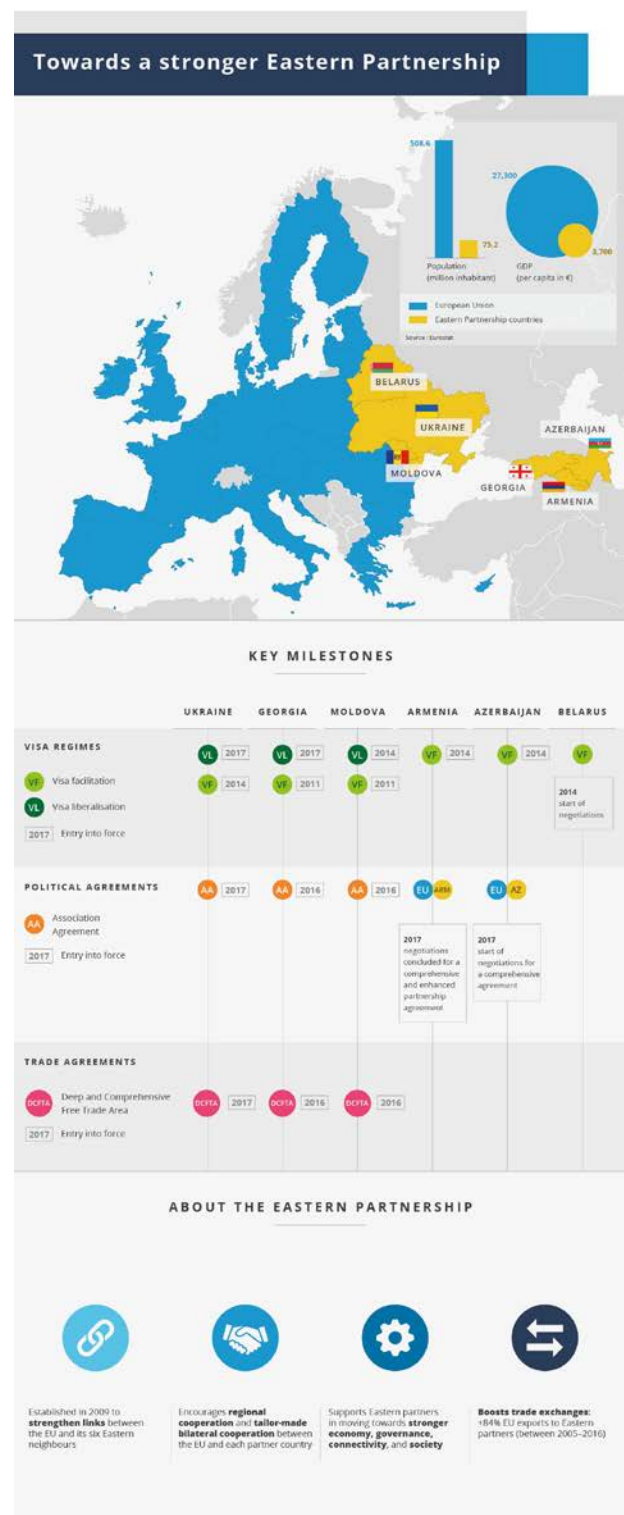 Towards a stronger Eastern Partnership
508.6
27,300
75.2
3,700
Population
(million inhabitant)
GDP
(per capita in €)
European Union
Eastern Partnership countries
Source : Eurostat
BELARUS
UKRAINE
AZERBAIJAN
MOLDOVA
GEORGIA
ARMENIA
KEY MILESTONES
UKRAINE GEORGIA MOLDOVA ARMENIA AZERBAIJAN BELARUS
VISA REGIMES
VL 2017 VL 2017 VL 2014 VF 2014 VF 2014 VF
VF Visa facilitation
VF 2014 VF 2011 VF 2011
VL Visa liberalisation
2017 Entry into force
2014
start of
negotiations
POLITICAL AGREEMENTS
AA 2017 AA 2016 AA 2016 EU ARM EU AZ
AA Association
Agreement
2017 Entry into force
2017
negotiations
concluded for a
comprehensive
and enhanced
partnership
agreement
2017
start of
negotiations for
a comprehensive
agreement
TRADE AGREEMENTS
DCFTA Deep and Comprehensive
Free Trade Area
DCFTA 2017 DCFTA 2016 DCFTA 2016
2017 Entry into force
ABOUT THE EASTERN PARTNERSHIP
Established in 2009 to
strengthen links between
the EU and its six Eastern
neighbours
Encourages regional
cooperation and tailor-made
bilateral cooperation between
the EU and each partner country
Supports Eastern partners
in moving towards stronger
economy, governance,
connectivity, and society
Boosts trade exchanges:
+84% EU exports to Eastern
partners (between 2005–2016)